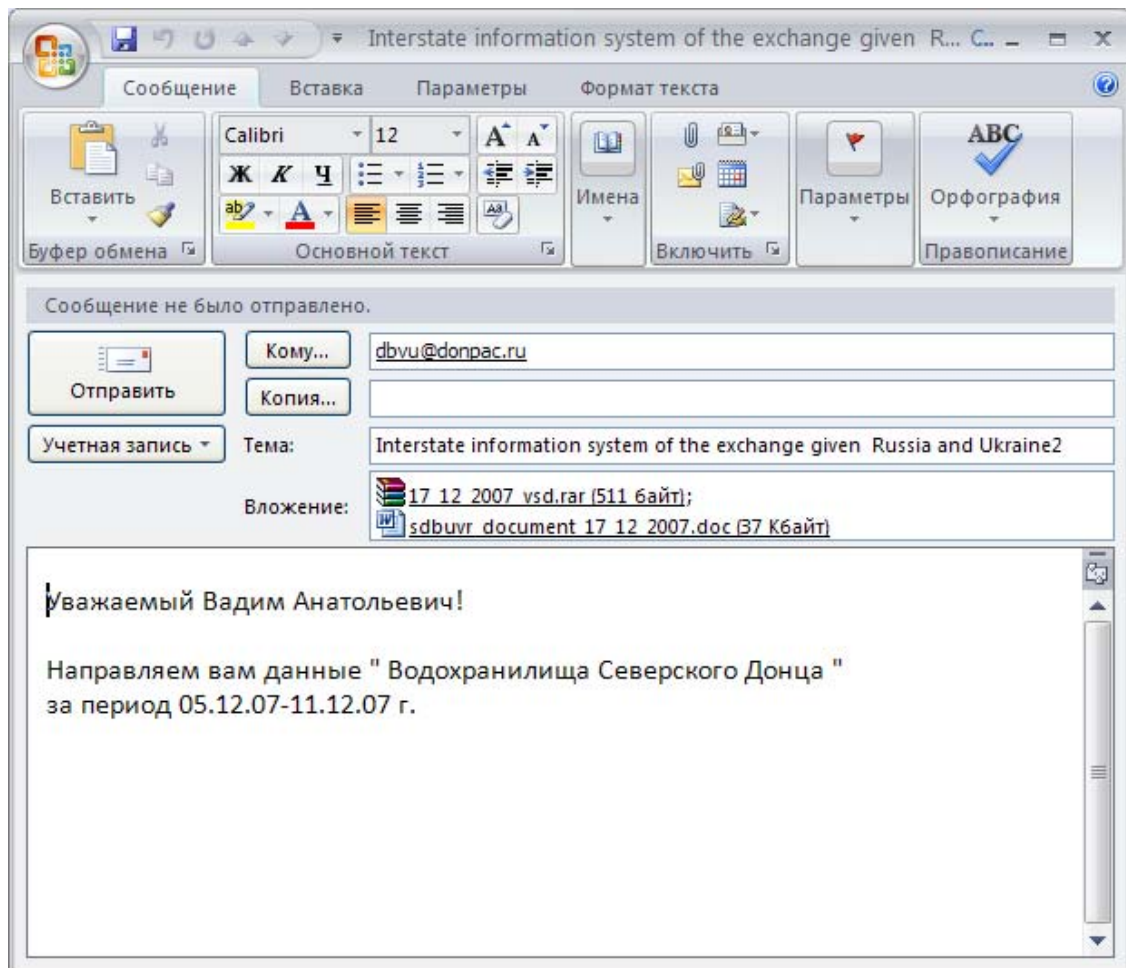 Interstate information system of the exchange given R... C...
Сообщение Вставка Параметры Формат текста
Calibri 12 A A ABC
Ж К Ч
Вставить Имена Параметры Орфография
ab A Aa
Буфер обмена Основной текст Включить Правописание
Сообщение не было отправлено.
Отправить
Кому... dbvu@donpac.ru
Копия...
Учетная запись Тема: Interstate information system of the exchange given Russia and Ukraine2
Вложение: 17_12_2007_vsd.rar (511 байт);
sdbuvr_document_17_12_2007.doc (37 Кбайт)
Уважаемый Вадим Анатольевич!
Направляем вам данные " Водохранилища Северского Донца "
за период 05.12.07-11.12.07 г.